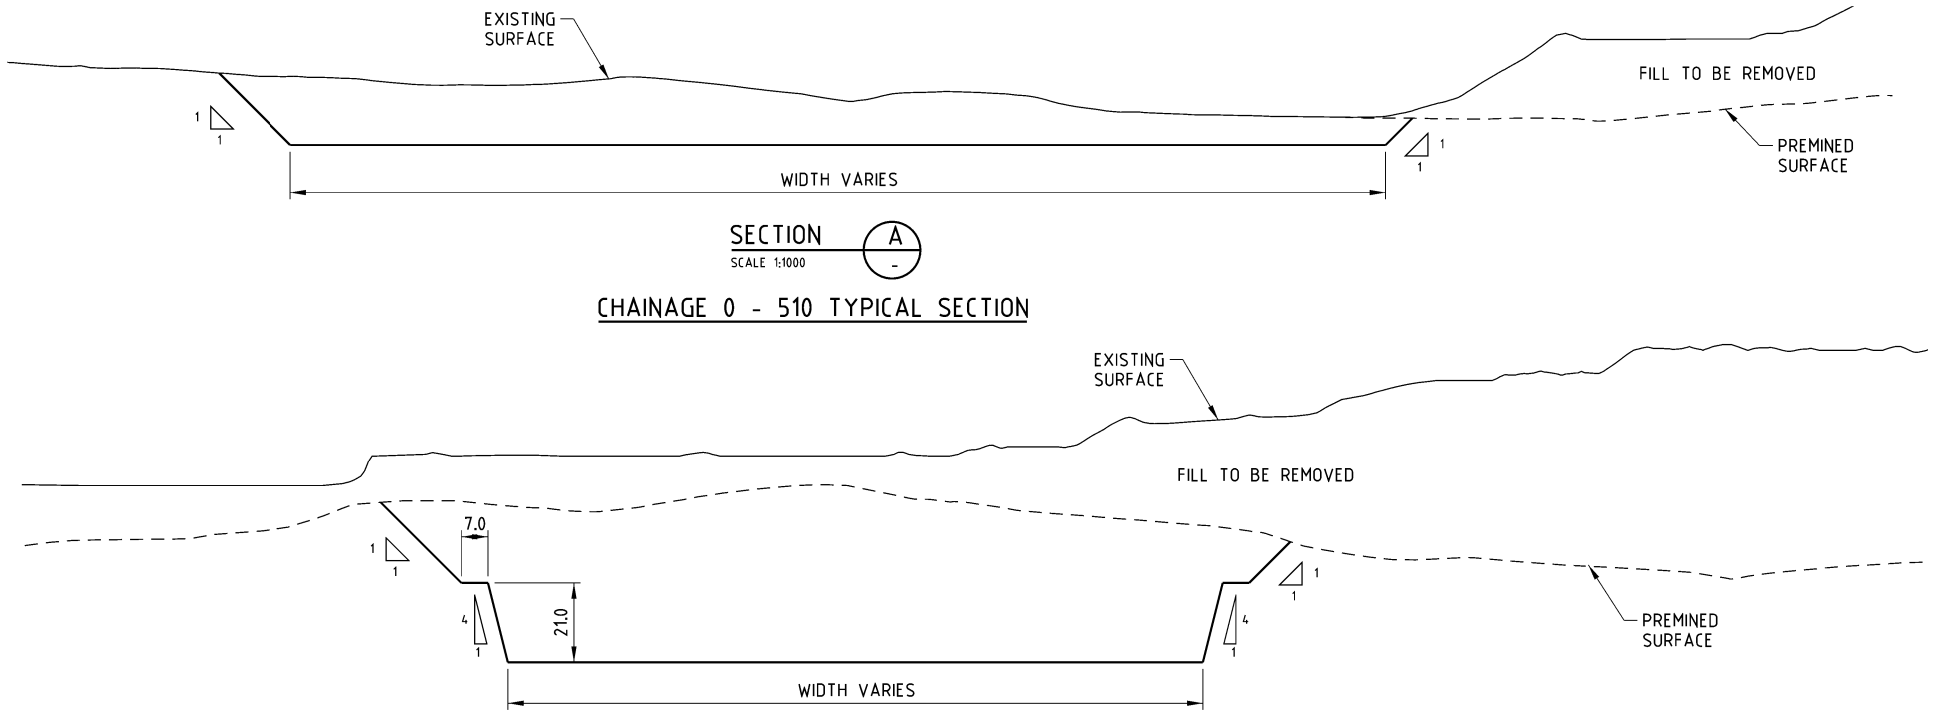 EXISTING
SURFACE
FILL TO BE REMOVED
1
1
1
1
PREMINED
SURFACE
WIDTH VARIES
SECTION
A
SCALE 1:1000
-
CHAINAGE 0 - 510 TYPICAL SECTION
EXISTING
SURFACE
FILL TO BE REMOVED
7.0
1
1
1
1
21.0
4
1
4
1
PREMINED
SURFACE
WIDTH VARIES